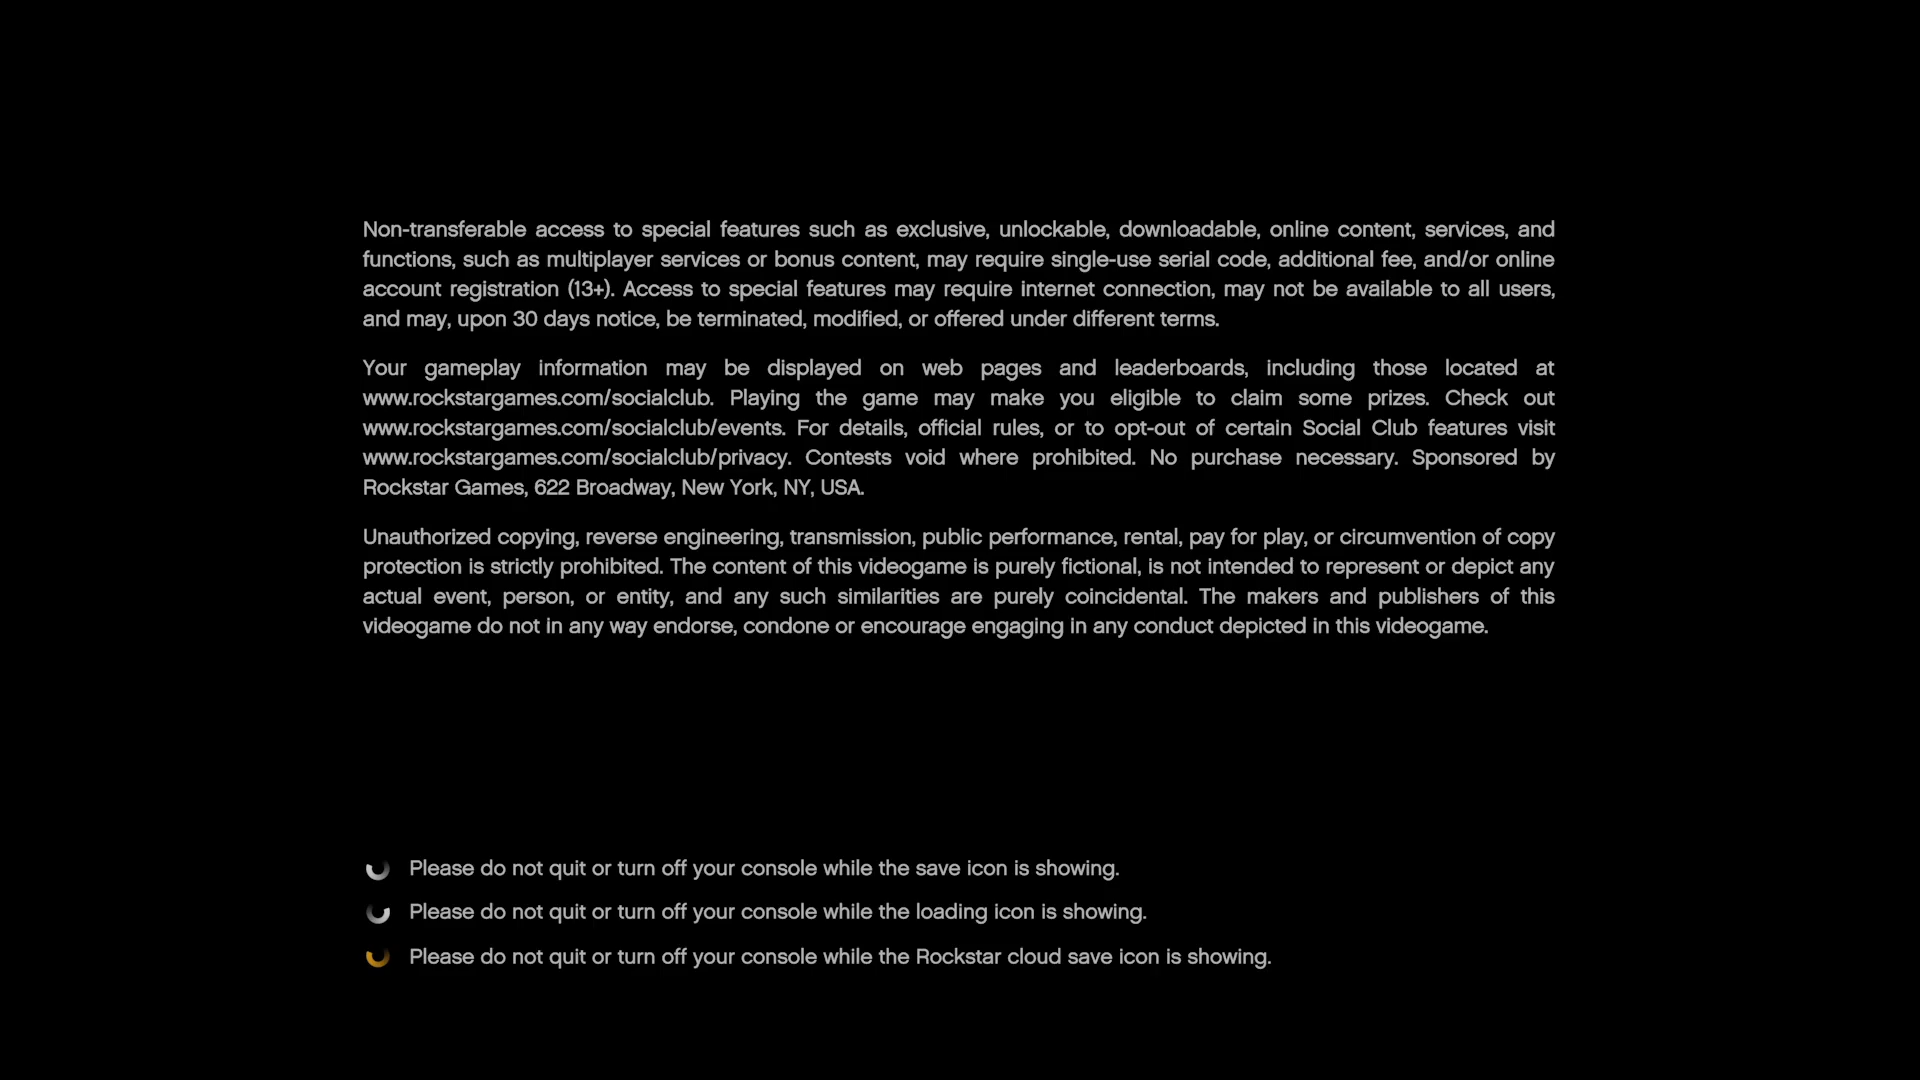 Non-transferable access to special features such as exclusive, unlockable, downloadable, online content, services, and
functions, such as multiplayer services or bonus content, may require single-use serial code, additional fee, and/or online
account registration (13+). Access to special features may require internet connection, may not be available to all users,
and may, upon 30 days notice, be terminated, modified, or offered under different terms.
Your gameplay information may be displayed on web pages and leaderboards, including those located at
www.rockstargames.com/socialclub. Playing the game may make you eligible to claim some prizes. Check out
www.rockstargames.com/socialclub/events. For details, official rules, or to opt-out of certain Social Club features visit
www.rockstargames.com/socialclub/privacy. Contests void where prohibited. No purchase necessary. Sponsored by
Rockstar Games, 622 Broadway, New York, NY, USA.
Unauthorized copying, reverse engineering, transmission, public performance, rental, pay for play, or circumvention of copy
protection is strictly prohibited. The content of this videogame is purely fictional, is not intended to represent or depict any
actual event, person, or entity, and any such similarities are purely coincidental. The makers and publishers of this
videogame do not in any way endorse, condone or encourage engaging in any conduct depicted in this videogame.
Please do not quit or turn off your console while the save icon is showing.
Please do not quit or turn off your console while the loading icon is showing.
Please do not quit or turn off your console while the Rockstar cloud save icon is showing.